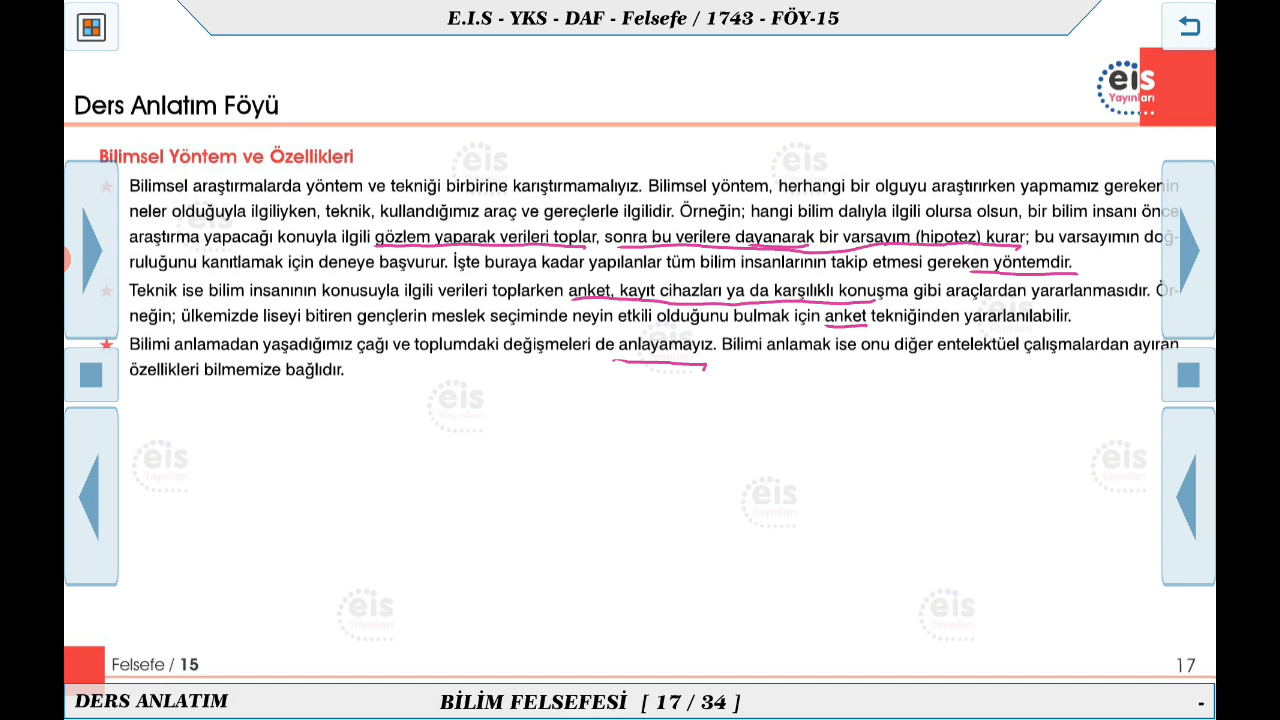 E.I.S - YKS - DAF - Felsefe / 1743 - FÖY-15
eis
Yayınları
Ders Anlatım Föyü
Bilimsel Yöntem ve Özellikleri
Bilimsel araştırmalarda yöntem ve tekniği birbirine karıştırmamalıyız. Bilimsel yöntem, herhangi bir olguyu araştırırken yapmamız gerekenin
neler olduğuyla ilgiliyken, teknik, kullandığımız araç ve gereçlerle ilgilidir. Örneğin; hangi bilim dalıyla ilgili olursa olsun, bir bilim insanı önce
araştırma yapacağı konuyla ilgili gözlem yaparak verileri toplar, sonra bu verilere dayanarak bir varsayım (hipotez) kurar; bu varsayımın doğ-
ruluğunu kanıtlamak için deneye başvurur. İşte buraya kadar yapılanlar tüm bilim insanlarının takip etmesi gereken yöntemdir.
Teknik ise bilim insanının konusuyla ilgili verileri toplarken anket, kayıt cihazları ya da karşılıklı konuşma gibi araçlardan yararlanmasıdır. Ör-
neğin; ülkemizde liseyi bitiren gençlerin meslek seçiminde neyin etkili olduğunu bulmak için anket tekniğinden yararlanılabilir.
Bilimi anlamadan yaşadığımız çağı ve toplumdaki değişmeleri de anlayamayız. Bilimi anlamak ise onu diğer entelektüel çalışmalardan ayıran
özellikleri bilmemize bağlıdır.
Felsefe / 15
17
DERS ANLATIM
BİLİM FELSEFESİ [ 17 / 34 ]
-